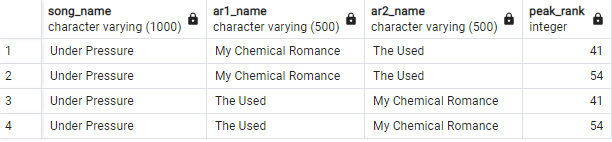 song_name ar1_name ar2_name peak_rank
character varying (1000) character varying (500) character varying (500) integer
1 Under Pressure My Chemical Romance The Used 41
2 Under Pressure My Chemical Romance The Used 54
3 Under Pressure The Used My Chemical Romance 41
4 Under Pressure The Used My Chemical Romance 54